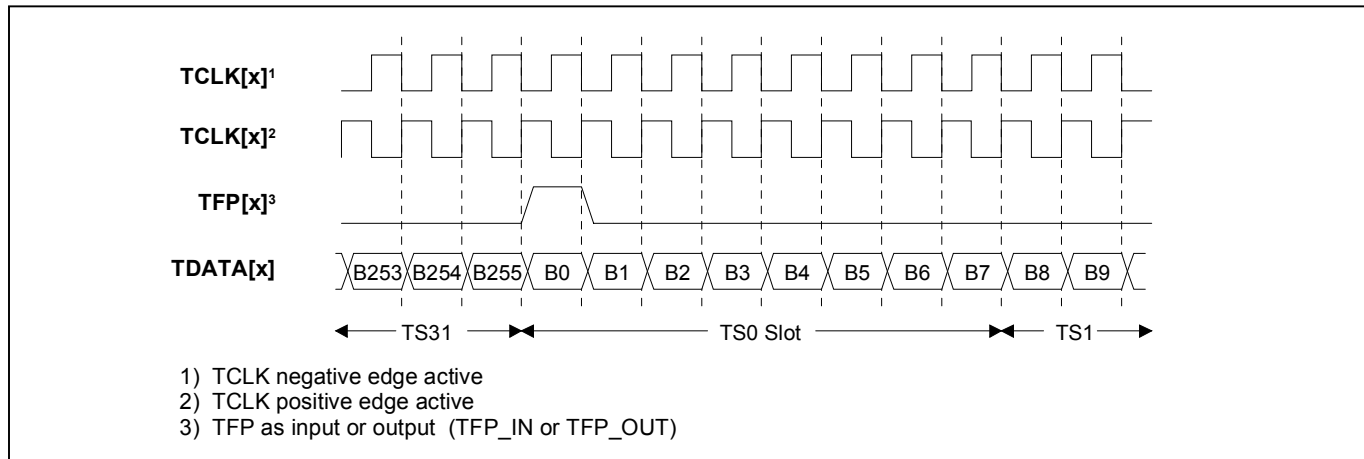 TCLK[x]¹
TCLK[x]²
TFP[x]³
TDATA[x] B253 B254 B255 B0 B1 B2 B3 B4 B5 B6 B7 B8 B9
TS31 TS0 Slot TS1
1) TCLK negative edge active
2) TCLK positive edge active
3) TFP as input or output (TFP_IN or TFP_OUT)